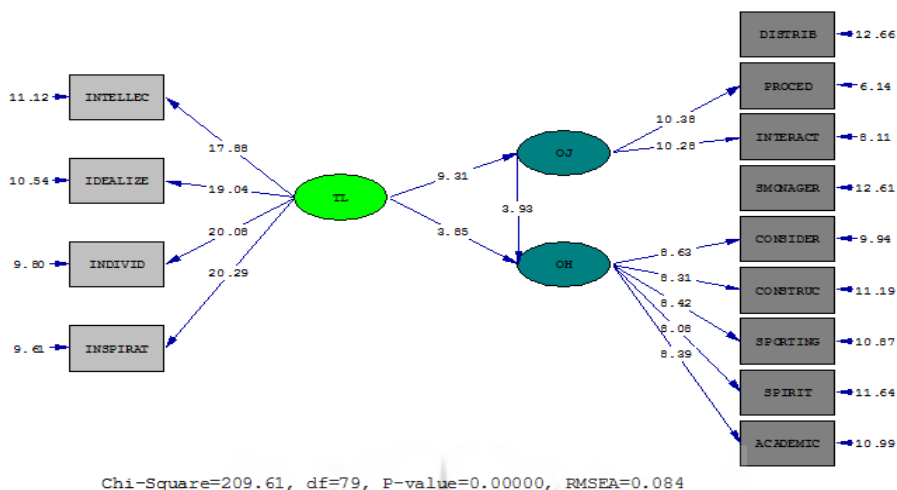 DISTRIB 12.66
11.12 INTELLEC
PROCED 6.14
10.38
17.88
OJ
10.28
INTERACT 8.11
10.54 IDEALIZE
19.04
9.31
TL
3.93
SMONAGER 12.61
20.08
3.85
9.80 INDIVID
20.29
OH
8.63
CONSIDER 9.94
8.31
CONSTRUC 11.19
8.42
8.08
8.39
9.61 INSPIRAT
SPORTING 10.87
SPIRIT 11.64
ACADEMIC 10.99
Chi-Square=209.61, df=79, P-value=0.00000, RMSEA=0.084